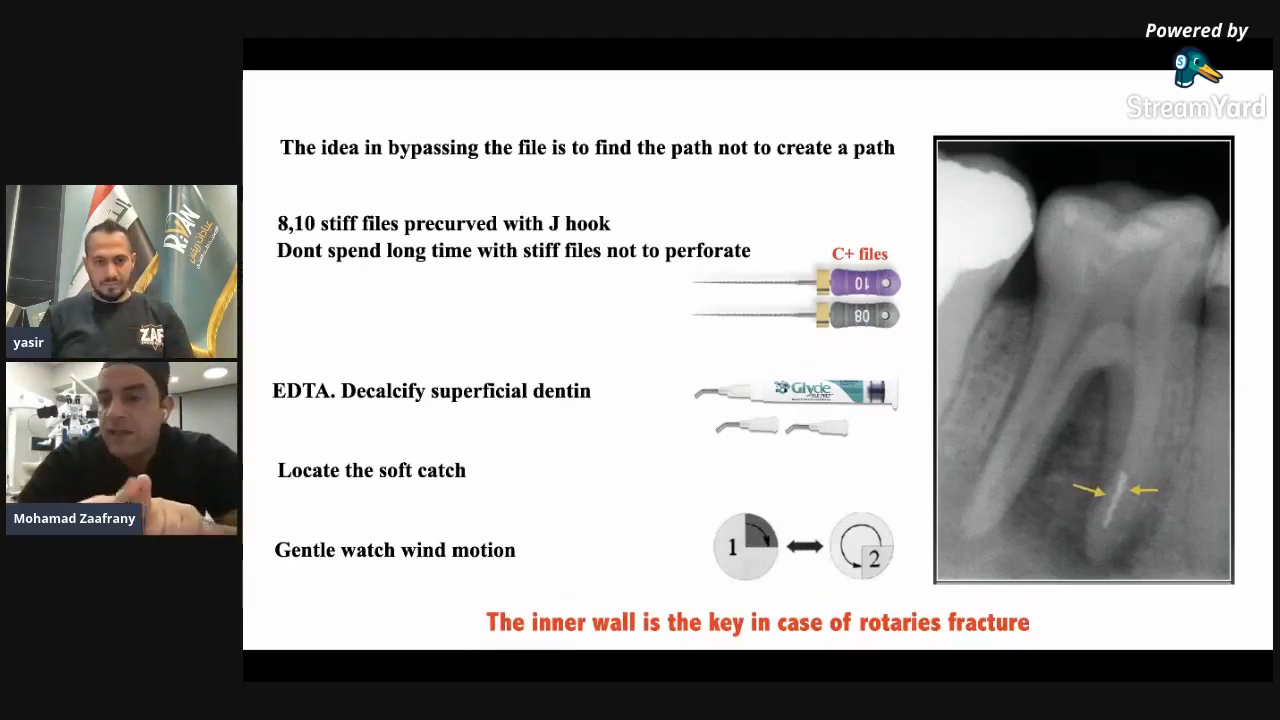 Powered by
StreamYard
The idea in bypassing the file is to find the path not to create a path
8,10 stiff files precurved with J hook
Dont spend long time with stiff files not to perforate
C+ files
10
08
EDTA. Decalcify superficial dentin
Glyde
Locate the soft catch
Gentle watch wind motion
1
2
The inner wall is the key in case of rotaries fracture
RYAN
ZAF
yasir
Mohamad Zaafrany